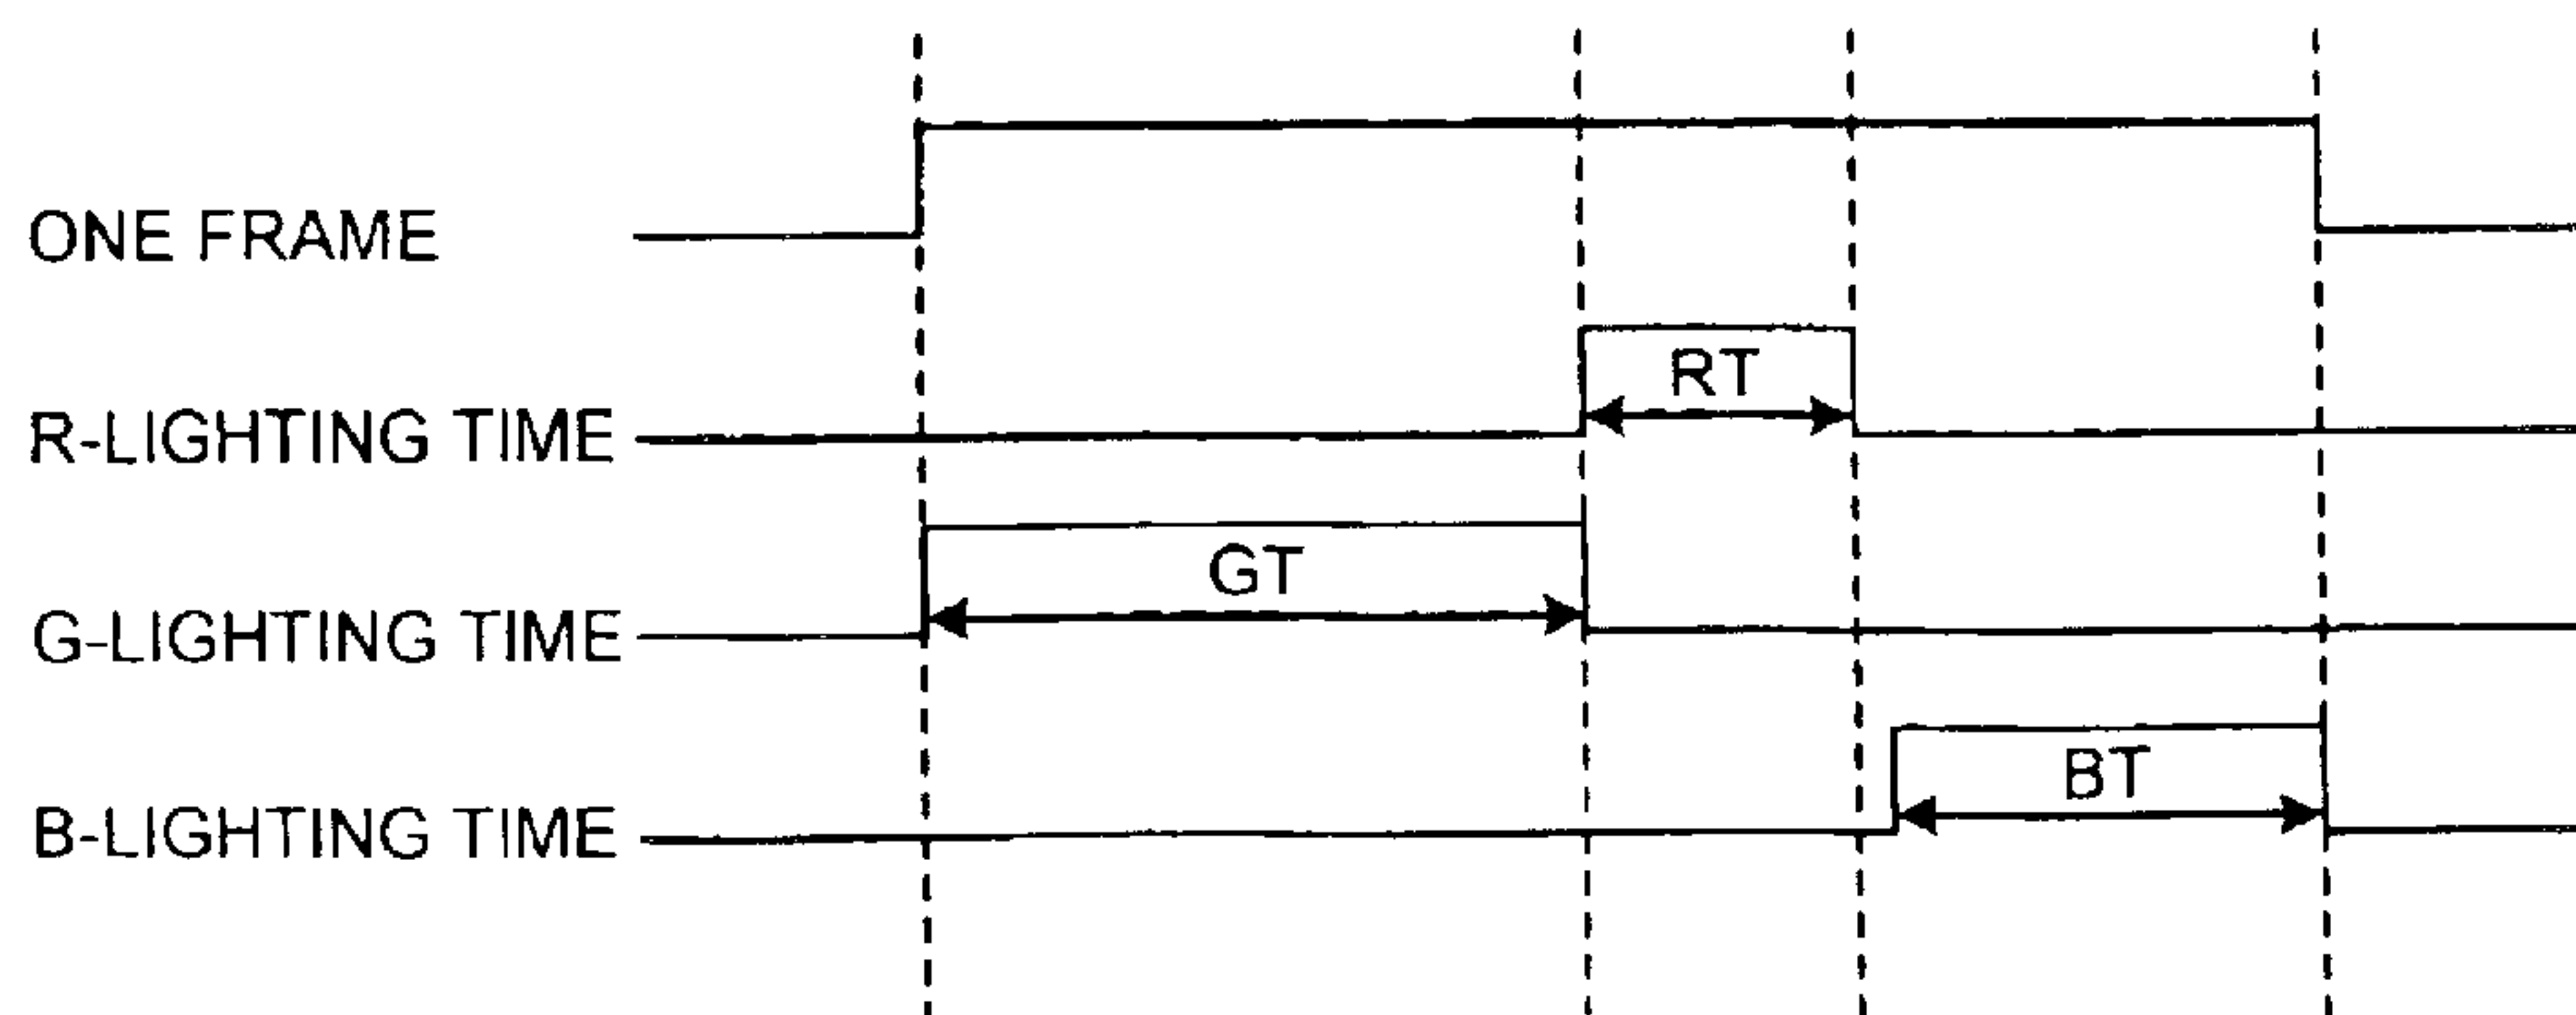 ONE FRAME
R-LIGHTING TIME
RT
G-LIGHTING TIME
GT
B-LIGHTING TIME
BT